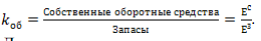 k_об = Собственные оборотные средства / Запасы = E^C / E^З.